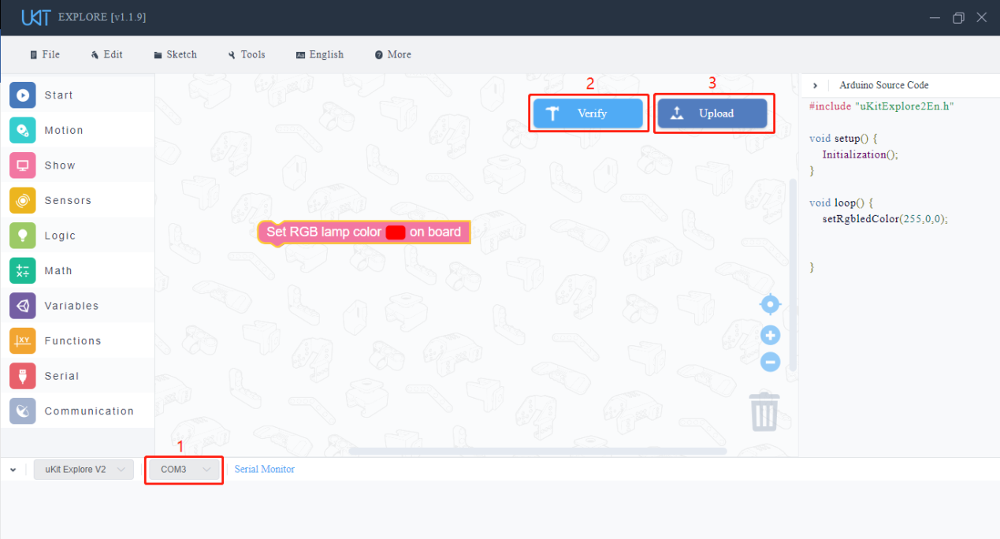 UKIT EXPLORE [v1.1.9]
File Edit Sketch Tools English More
Start
Motion
Show
Sensors
Logic
Math
Variables
Functions
Serial
Communication
2
3
Verify
Upload
Set RGB lamp color on board
Arduino Source Code
#include "uKitExplore2En.h"
void setup() {
Initialization();
}
void loop() {
setRgbledColor(255,0,0);
}
1
uKit Explore V2
COM3
Serial Monitor